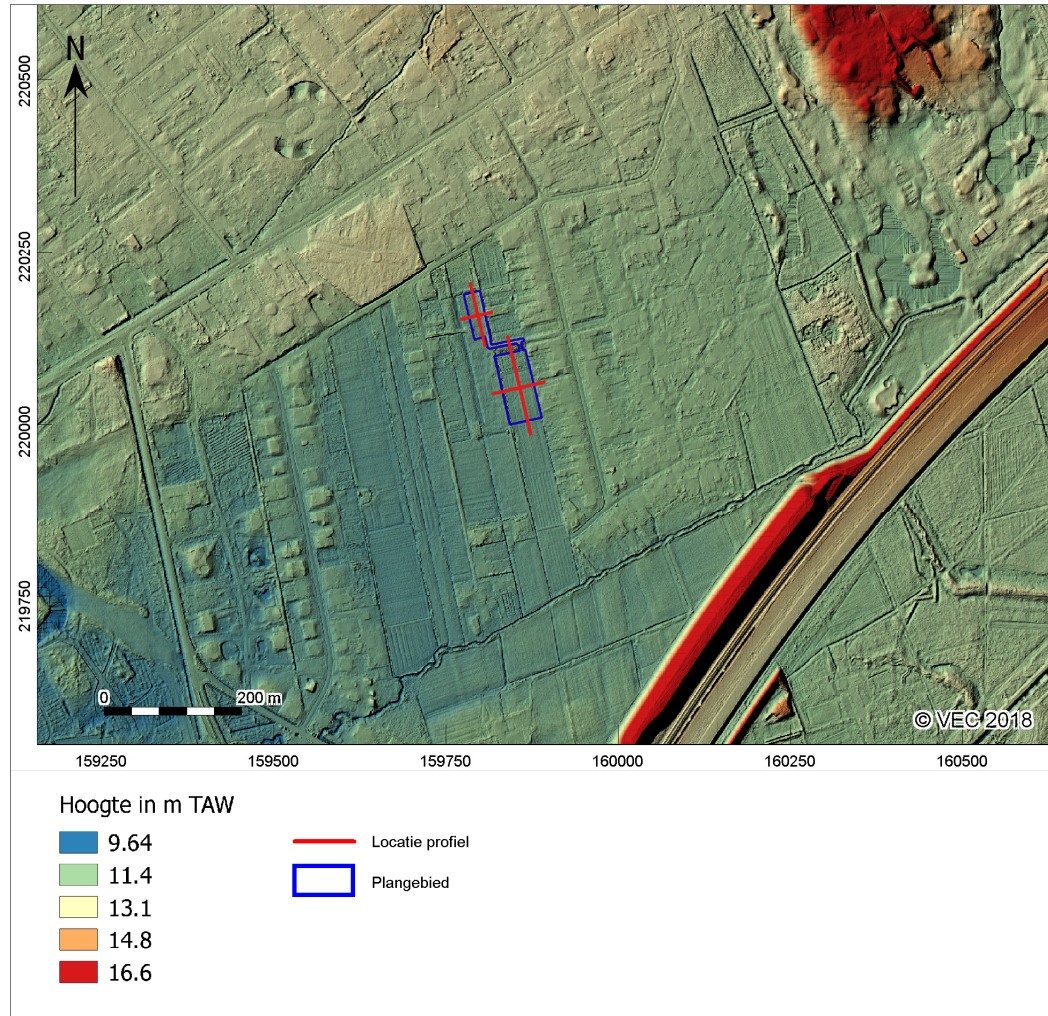 N
220500
220250
220000
219750
0 200 m
© VEC 2018
159250 159500 159750 160000 160250 160500
Hoogte in m TAW
9.64
11.4
13.1
14.8
16.6
Locatie profiel
Plangebied